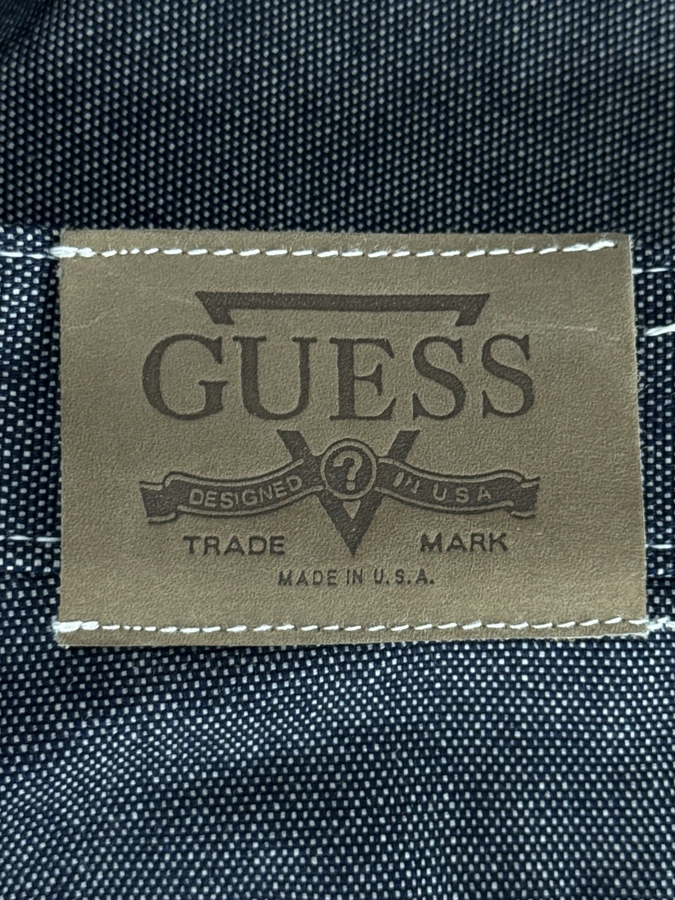 GUESS
?
DESIGNED IN USA
TRADE MARK
MADE IN U.S.A.